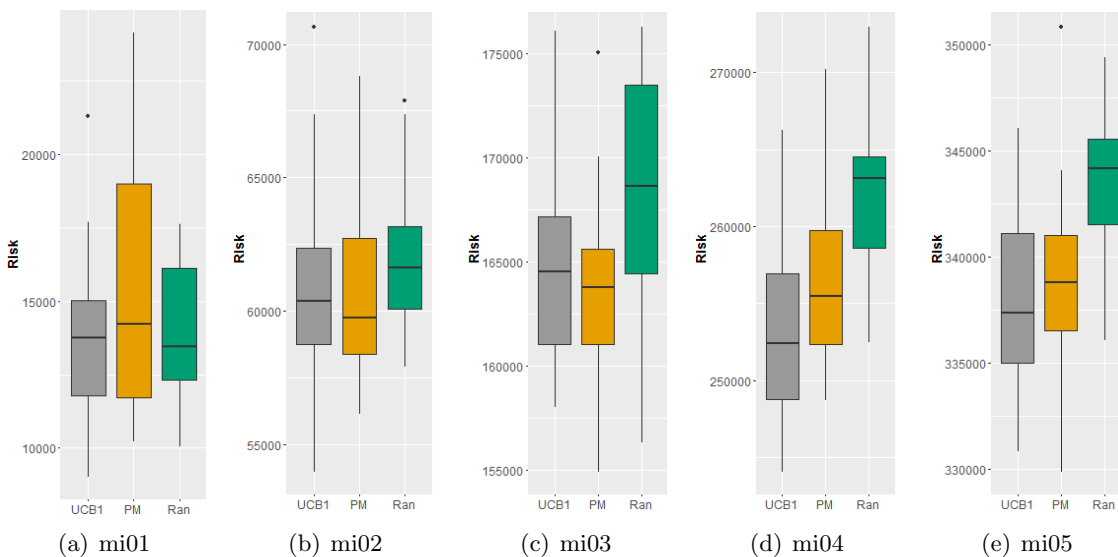 Risk
20000
15000
10000
UCB1 PM Ran
(a) mi01
Risk
70000
65000
60000
55000
UCB1 PM Ran
(b) mi02
Risk
175000
170000
165000
160000
155000
UCB1 PM Ran
(c) mi03
Risk
270000
260000
250000
UCB1 PM Ran
(d) mi04
Risk
350000
345000
340000
335000
330000
UCB1 PM Ran
(e) mi05